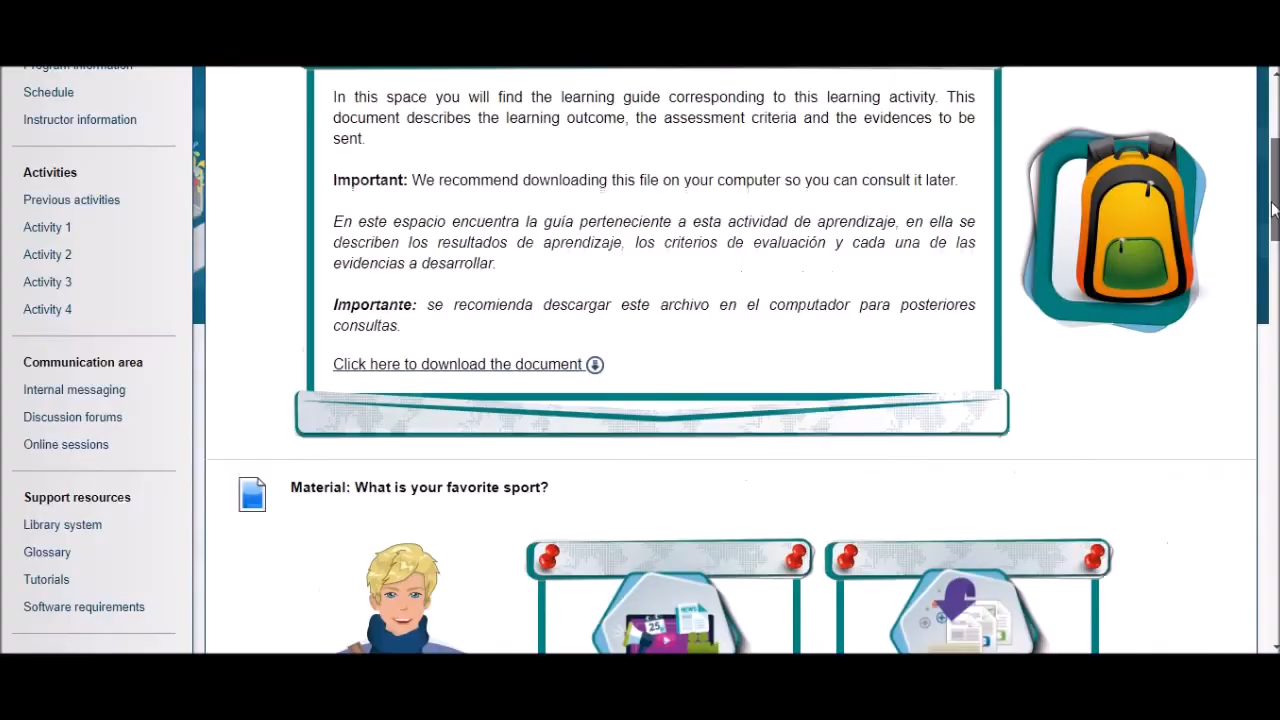 Program information
Schedule
Instructor information
Activities
Previous activities
Activity 1
Activity 2
Activity 3
Activity 4
Communication area
Internal messaging
Discussion forums
Online sessions
Support resources
Library system
Glossary
Tutorials
Software requirements
In this space you will find the learning guide corresponding to this learning activity. This
document describes the learning outcome, the assessment criteria and the evidences to be
sent.
Important: We recommend downloading this file on your computer so you can consult it later.
En este espacio encuentra la guía perteneciente a esta actividad de aprendizaje, en ella se
describen los resultados de aprendizaje, los criterios de evaluación y cada una de las
evidencias a desarrollar.
Importante: se recomienda descargar este archivo en el computador para posteriores
consultas.
Click here to download the document
Material: What is your favorite sport?
25
NEWS